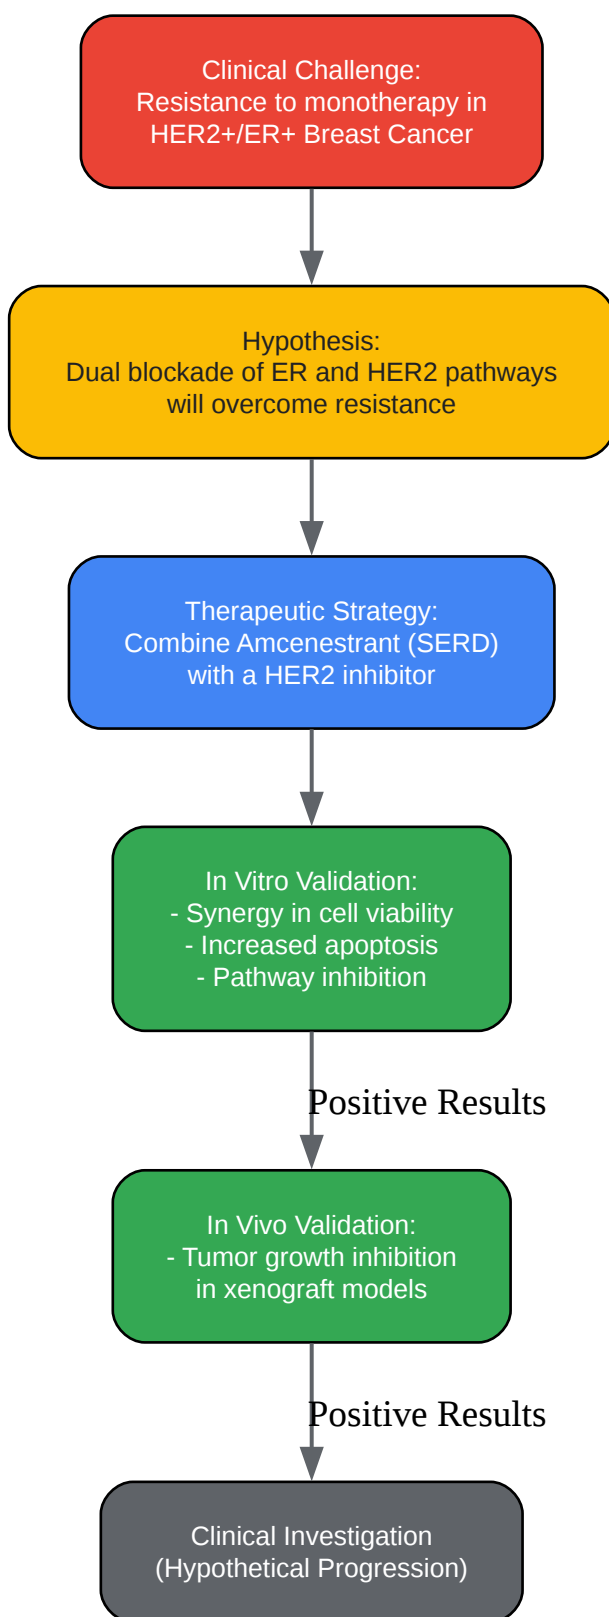 Clinical Challenge:
Resistance to monotherapy in
HER2+/ER+ Breast Cancer
Hypothesis:
Dual blockade of ER and HER2 pathways
will overcome resistance
Therapeutic Strategy:
Combine Amcenestrant (SERD)
with a HER2 inhibitor
In Vitro Validation:
- Synergy in cell viability
- Increased apoptosis
- Pathway inhibition
Positive Results
In Vivo Validation:
- Tumor growth inhibition
in xenograft models
Positive Results
Clinical Investigation
(Hypothetical Progression)